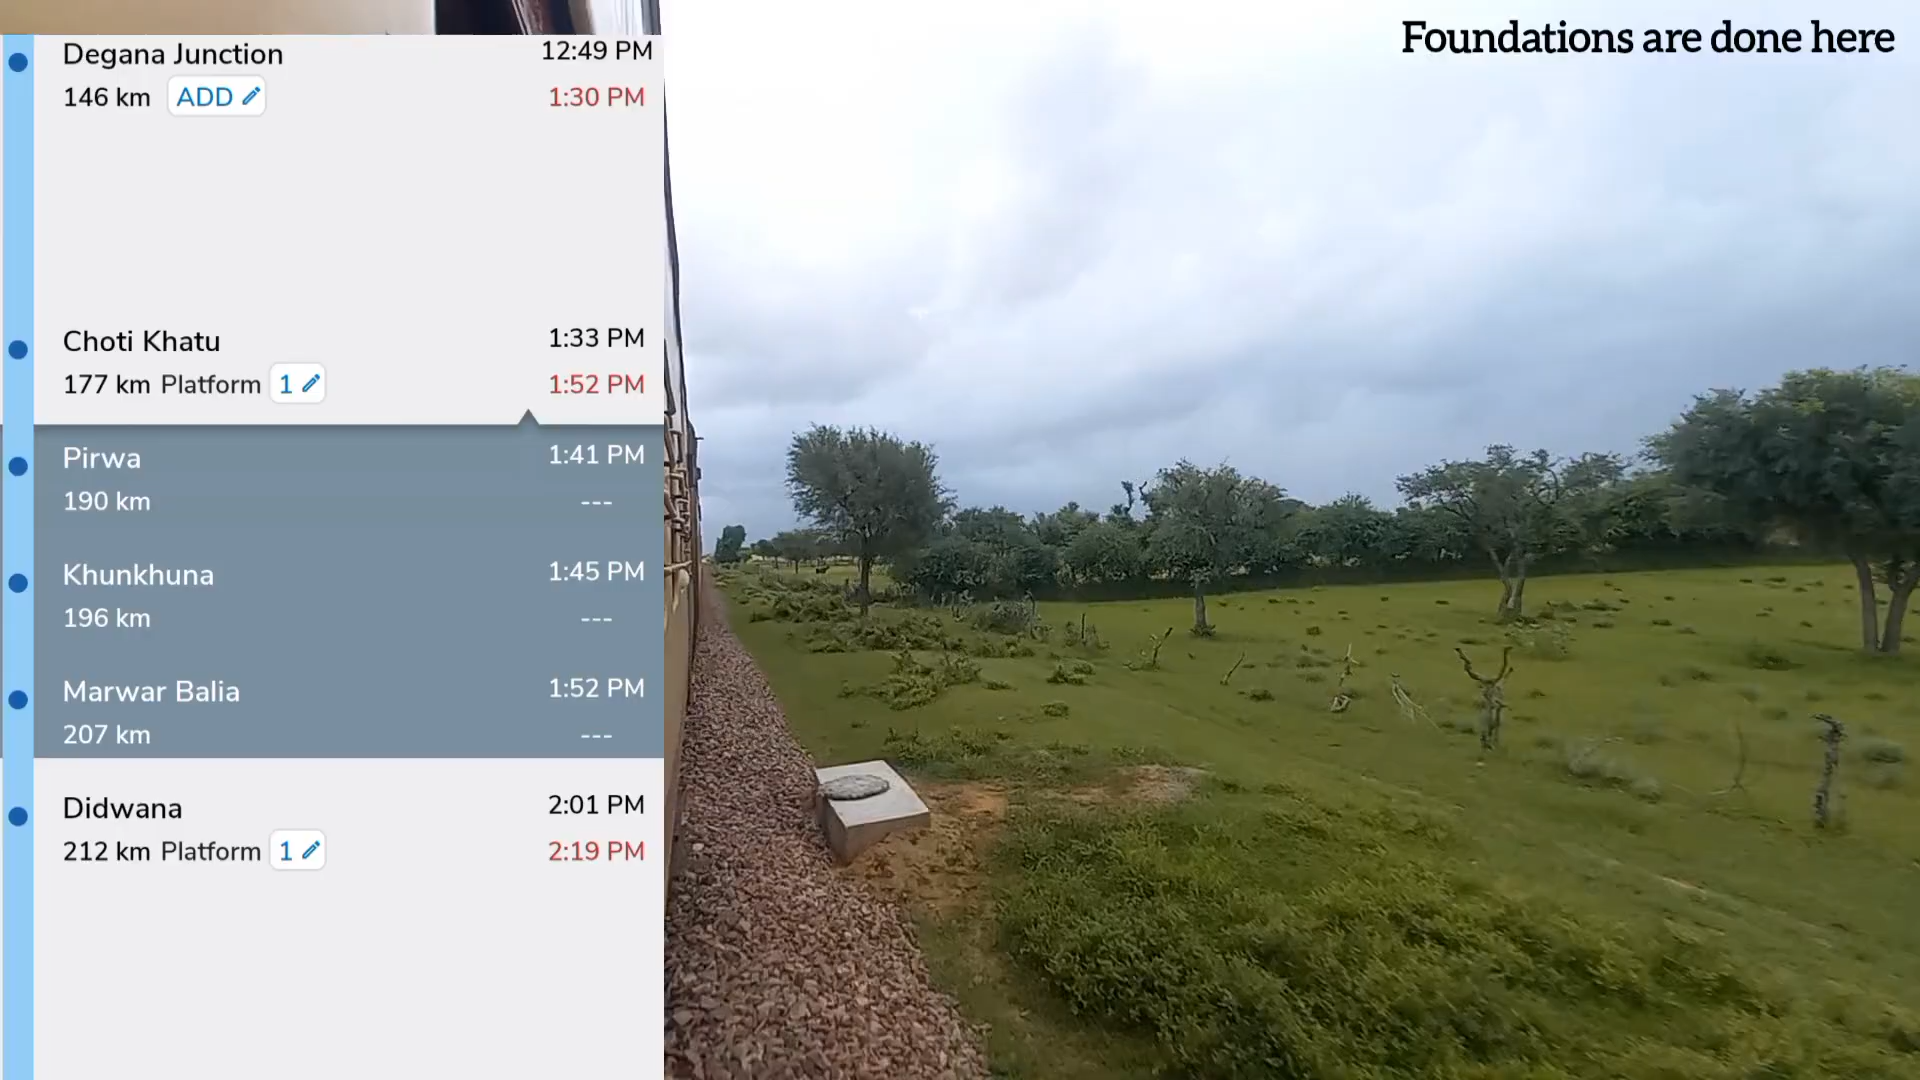 Foundations are done here
Degana Junction 12:49 PM
146 km ADD 1:30 PM
Choti Khatu 1:33 PM
177 km Platform 1 1:52 PM
Pirwa 1:41 PM
190 km ---
Khunkhuna 1:45 PM
196 km ---
Marwar Balia 1:52 PM
207 km ---
Didwana 2:01 PM
212 km Platform 1 2:19 PM